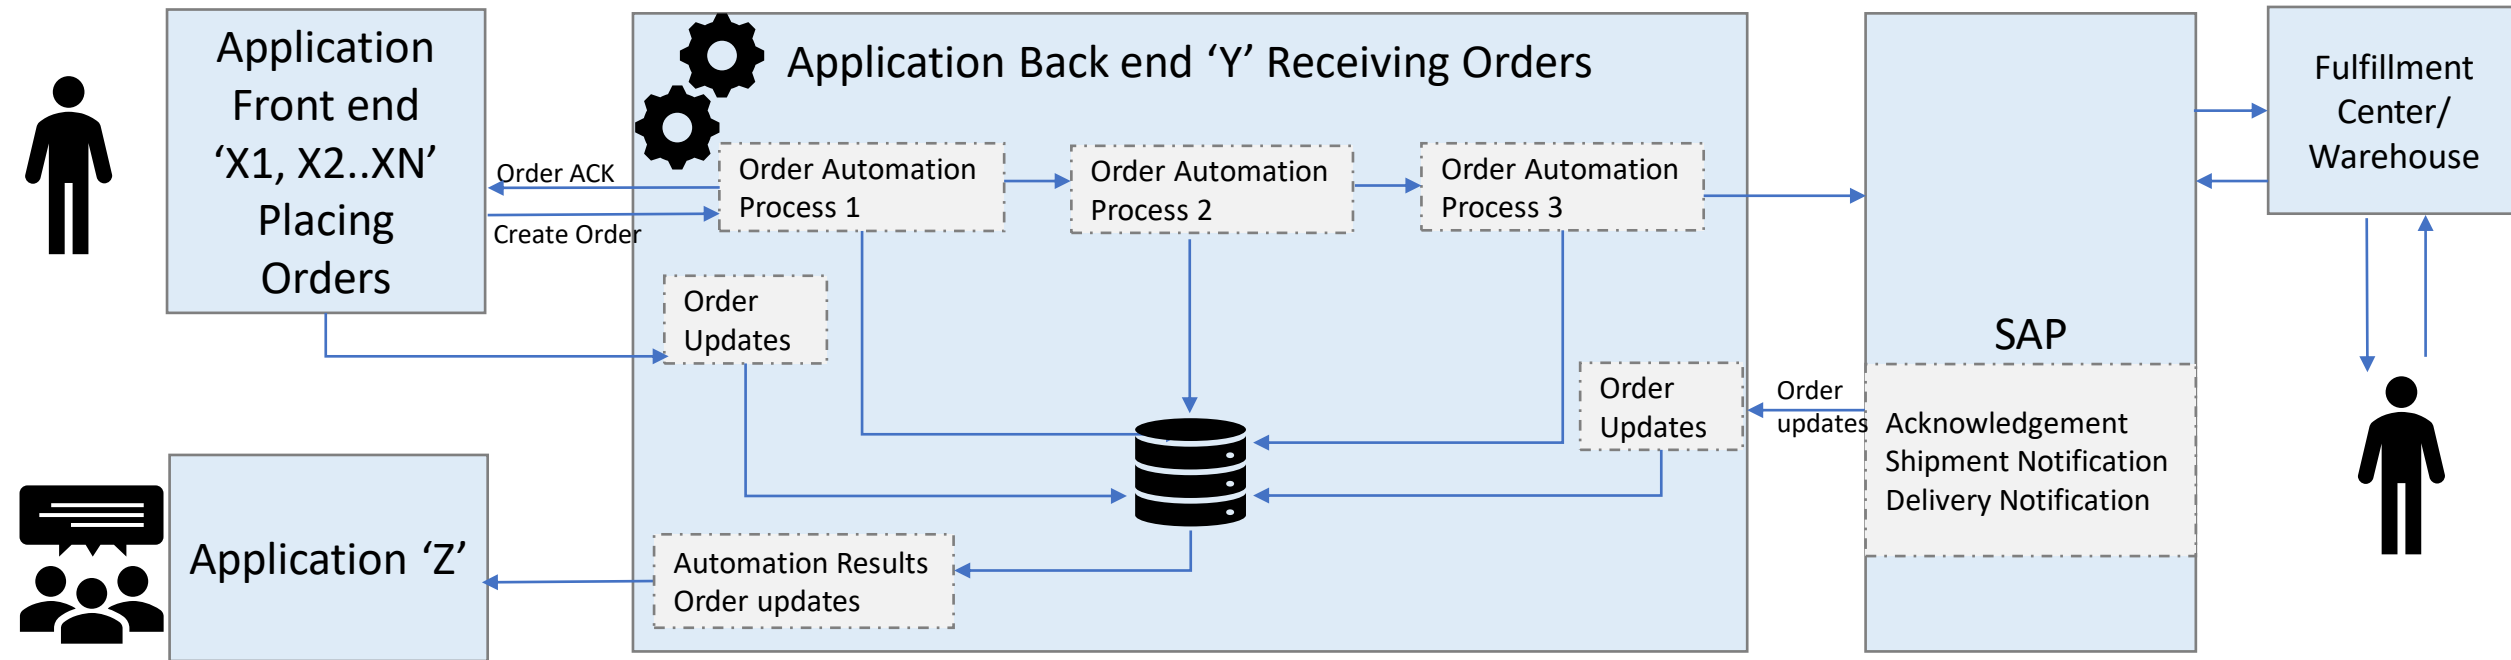 Application
Front end
‘X1, X2..XN’
Placing
Orders
Order ACK
Create Order
Application Back end ‘Y’ Receiving Orders
Order Automation
Process 1
Order Automation
Process 2
Order Automation
Process 3
Order
Updates
Order
Updates
Order
updates
SAP
Acknowledgement
Shipment Notification
Delivery Notification
Fulfillment
Center/
Warehouse
Automation Results
Order updates
Application ‘Z’